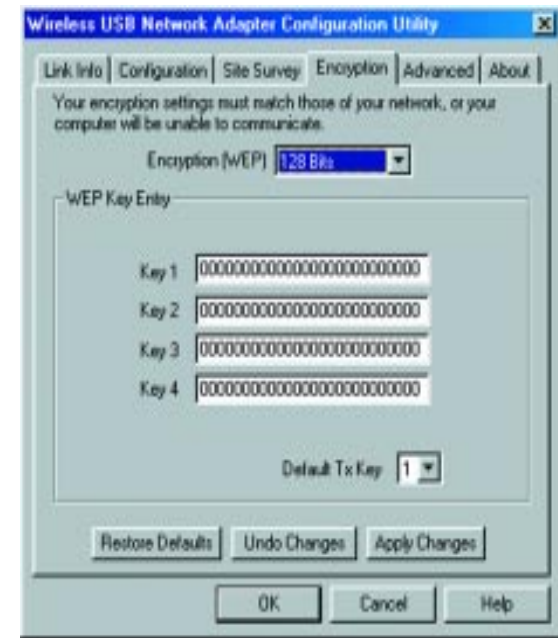 Wireless USB Network Adapter Configuration Utility
Link Info Configuration Site Survey Encryption Advanced About
Your encryption settings must match those of your network, or your
computer will be unable to communicate.
Encryption (WEP) 128 Bits
WEP Key Entry
Key 1 00000000000000000000000000
Key 2 00000000000000000000000000
Key 3 00000000000000000000000000
Key 4 00000000000000000000000000
Default Tx Key 1
Restore Defaults Undo Changes Apply Changes
OK Cancel Help